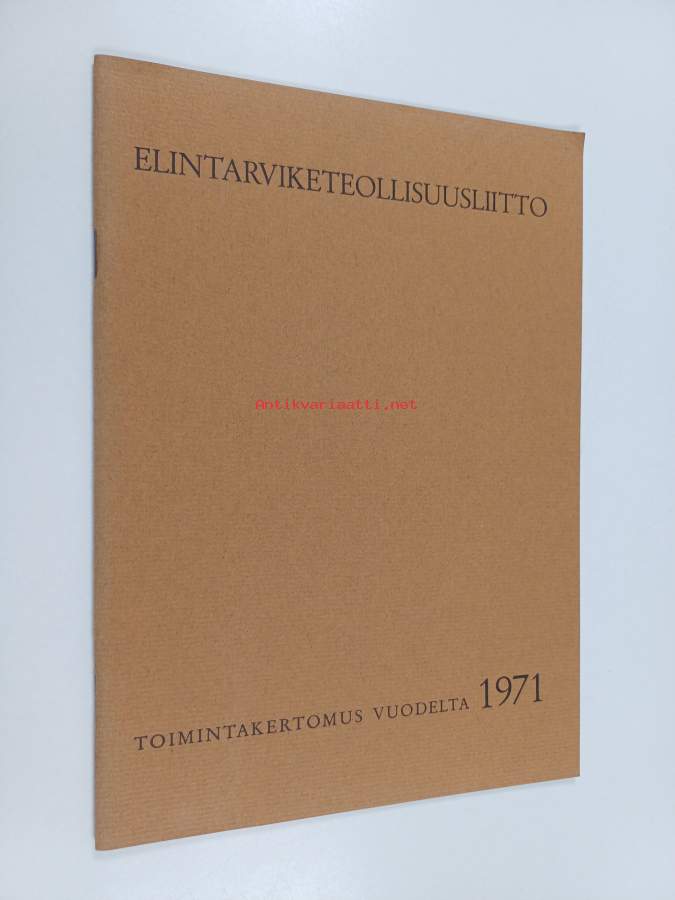 ELINTARVIKETEOLLISUUSLIITTO
Antikvariaatti.net
TOIMINTAKERTOMUS VUODELTA 1971